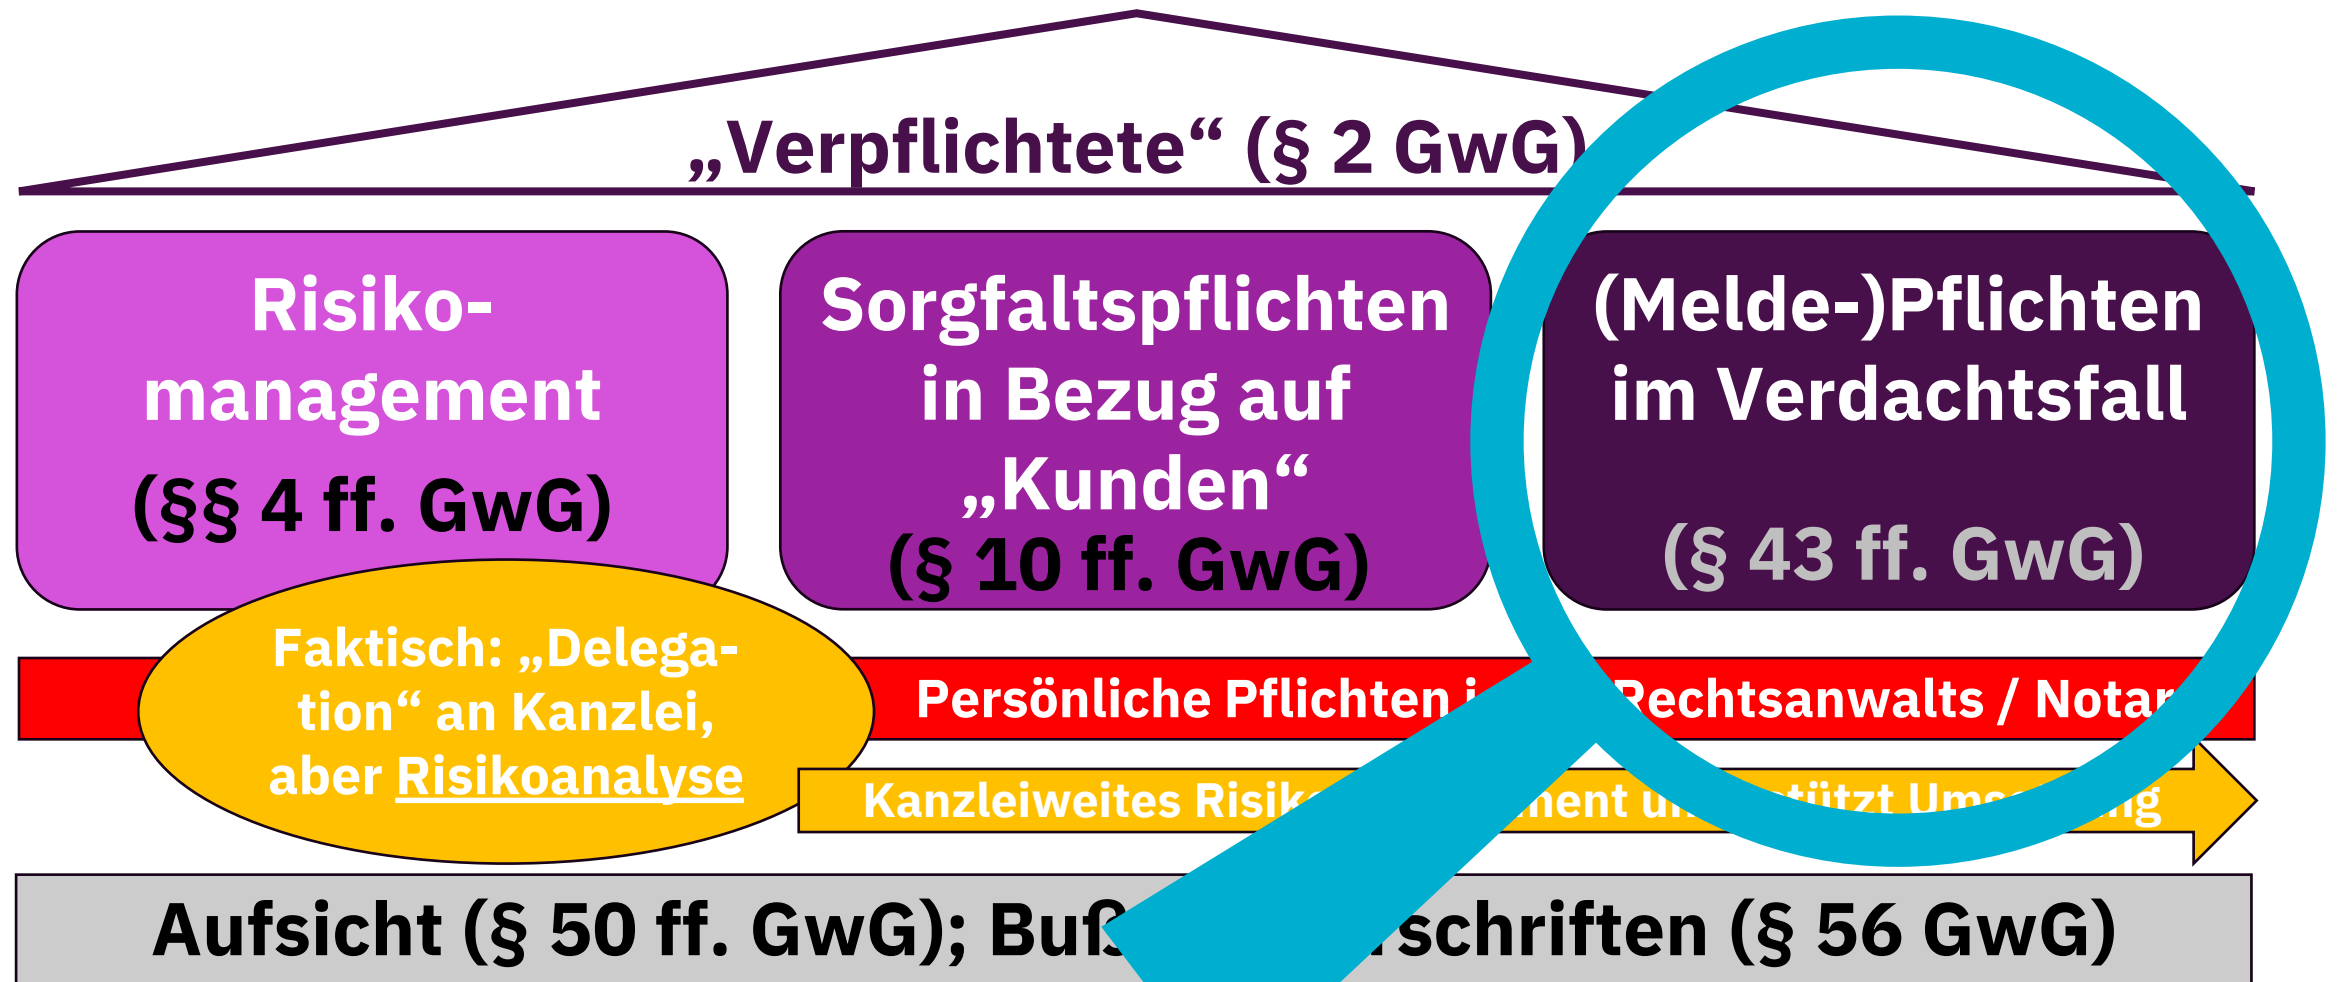 „Verpflichtete“ (§ 2 GwG)
Risiko-
management
(§§ 4 ff. GwG)
Sorgfaltspflichten
in Bezug auf
„Kunden“
(§ 10 ff. GwG)
(Melde-)Pflichten
im Verdachtsfall
(§ 43 ff. GwG)
Faktisch: „Delega-
tion“ an Kanzlei,
aber Risikoanalyse
Persönliche Pflichten Rechtsanwalts / Notar
Kanzleiweites
Aufsicht (§ 50 ff. GwG); (§ 56 GwG)